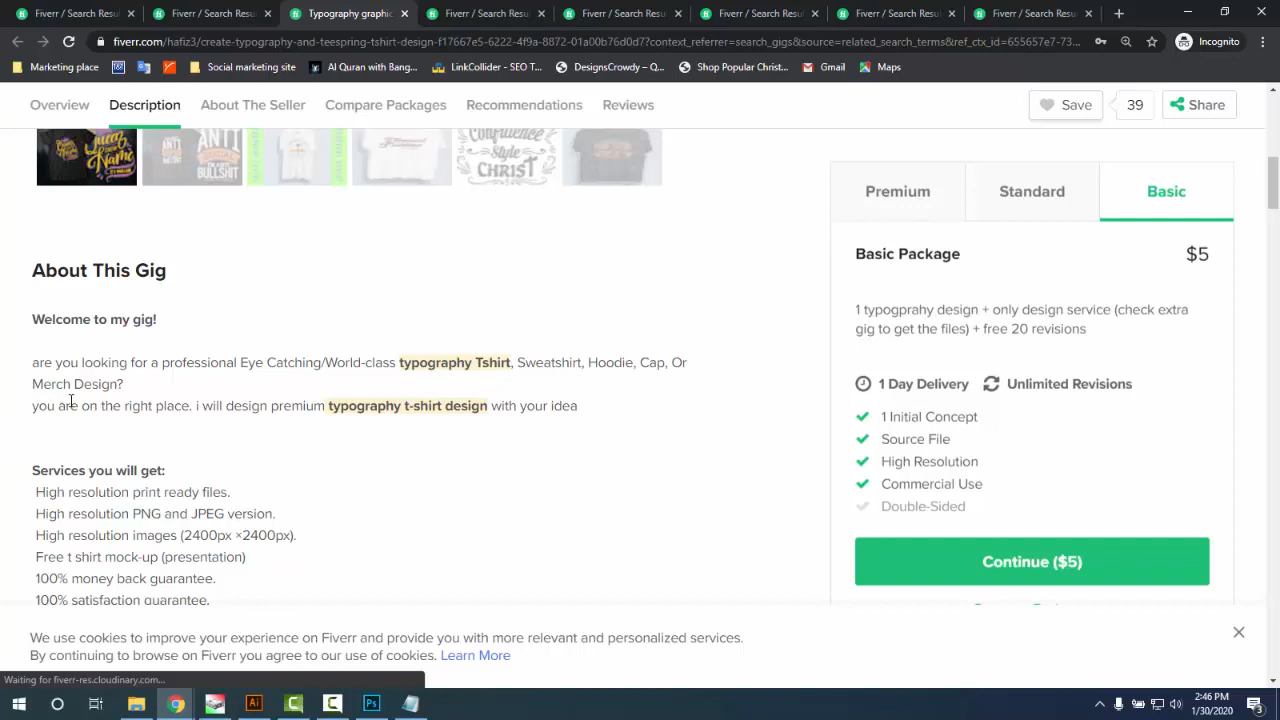 Fiverr / Search Resu
Fiverr / Search Resu
Typography graphic
Fiverr / Search Resu
Fiverr / Search Resu
Fiverr / Search Resu
Fiverr / Search Resu
Fiverr / Search Resu
fiverr.com/hafiz3/create-typography-and-teespring-tshirt-design-f17667e5-6222-4f9a-8872-01a00b76d0d7?context_referrer=search_gigs&source=related_search_terms&ref_ctx_id=655657e7-73...
Incognito
Marketing place
Social marketing site
Al Quran with Bang...
LinkCollider - SEO T...
DesignsCrowdy – Q...
Shop Popular Christ...
Gmail
Maps
Overview
Description
About The Seller
Compare Packages
Recommendations
Reviews
Save
39
Share
Name
ANTI
BULLSHIT
ANTI
Confidence
Style
CHRIST
Premium
Standard
Basic
Basic Package
$5
1 typogprahy design + only design service (check extra
gig to get the files) + free 20 revisions
1 Day Delivery
Unlimited Revisions
1 Initial Concept
Source File
High Resolution
Commercial Use
Double-Sided
Continue ($5)
About This Gig
Welcome to my gig!
are you looking for a professional Eye Catching/World-class typography Tshirt, Sweatshirt, Hoodie, Cap, Or
Merch Design?
you are on the right place. i will design premium typography t-shirt design with your idea
Services you will get:
High resolution print ready files.
High resolution PNG and JPEG version.
High resolution images (2400px ×2400px).
Free t shirt mock-up (presentation)
100% money back guarantee.
100% satisfaction guarantee.
We use cookies to improve your experience on Fiverr and provide you with more relevant and personalized services.
By continuing to browse on Fiverr you agree to our use of cookies. Learn More
Waiting for fiverr-res.cloudinary.com...
2:46 PM
1/30/2020